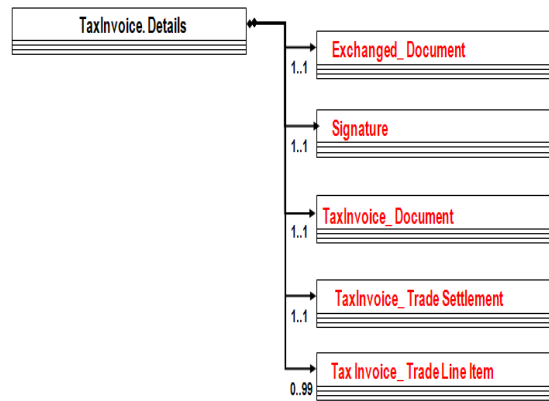 TaxInvoice. Details
Exchanged_ Document
1..1
Signature
1..1
TaxInvoice_ Document
1..1
TaxInvoice_ Trade Settlement
1..1
Tax Invoice_ Trade Line Item
0..99